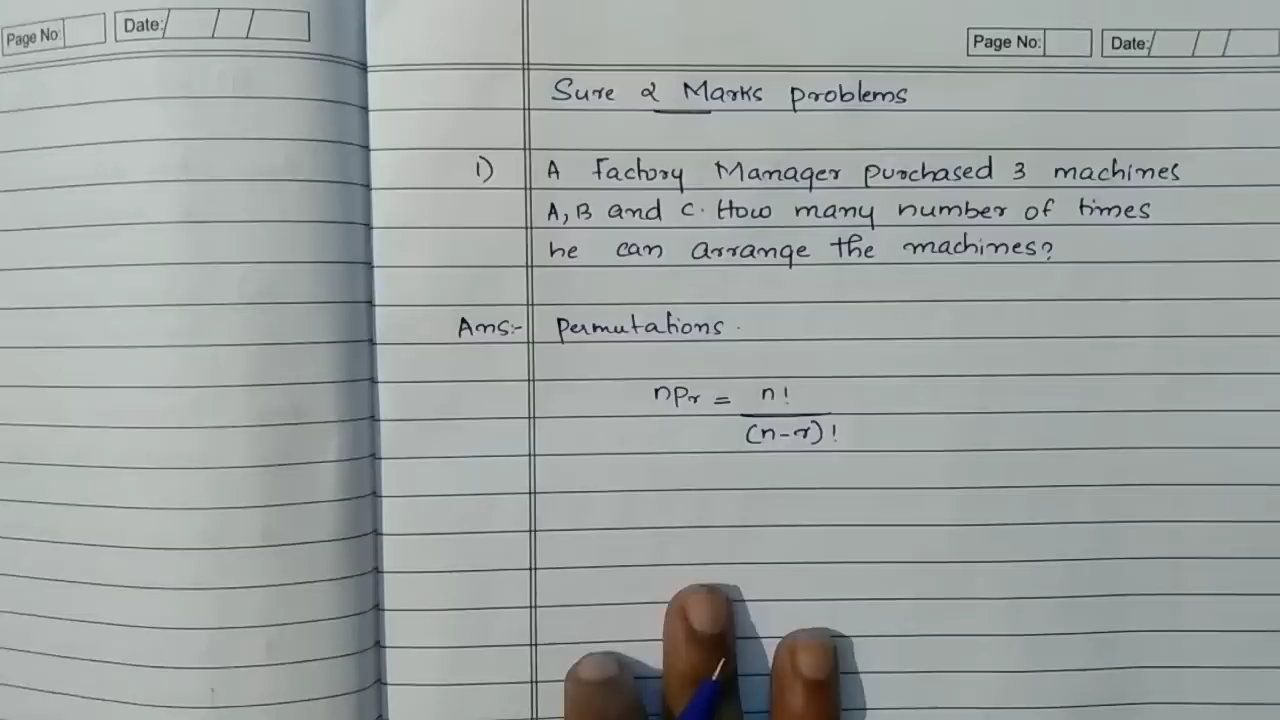 Page No:
Date: / / /
Page No:
Date: / / /
Sure 2 Marks problems
1) A Factory Manager purchased 3 machines
A, B and C. How many number of times
he can arrange the machines?
Ans:- Permutations.
nPr = n!
(n-r)!